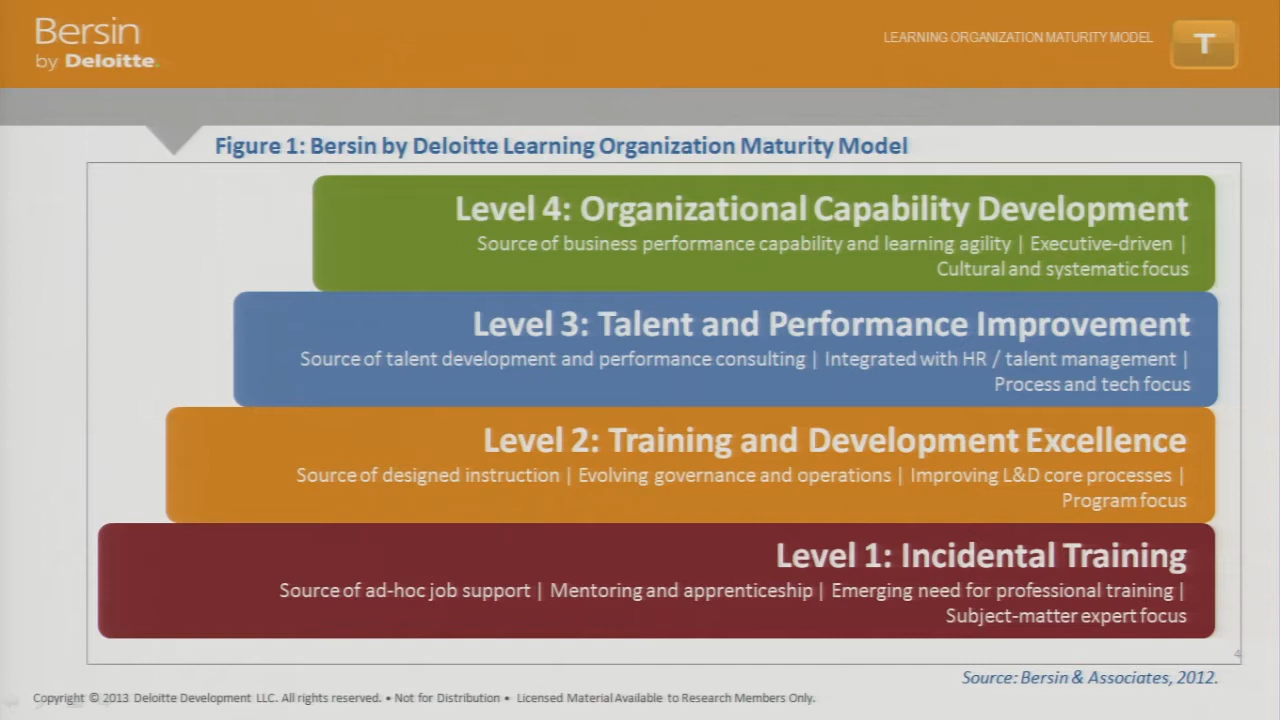 Bersin
by Deloitte.
LEARNING ORGANIZATION MATURITY MODEL
T
Figure 1: Bersin by Deloitte Learning Organization Maturity Model
Level 4: Organizational Capability Development
Source of business performance capability and learning agility | Executive-driven |
Cultural and systematic focus
Level 3: Talent and Performance Improvement
Source of talent development and performance consulting | Integrated with HR / talent management |
Process and tech focus
Level 2: Training and Development Excellence
Source of designed instruction | Evolving governance and operations | Improving L&D core processes |
Program focus
Level 1: Incidental Training
Source of ad-hoc job support | Mentoring and apprenticeship | Emerging need for professional training |
Subject-matter expert focus
4
Source: Bersin & Associates, 2012.
Copyright © 2013 Deloitte Development LLC. All rights reserved. • Not for Distribution • Licensed Material Available to Research Members Only.